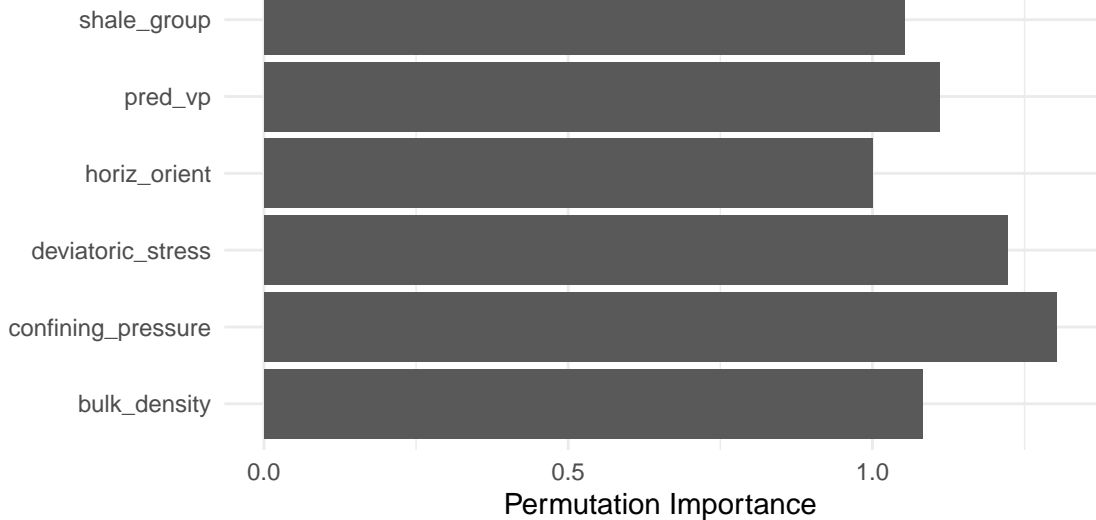 shale_group
pred_vp
horiz_orient
deviatoric_stress
confining_pressure
bulk_density
0.0 0.5 1.0
Permutation Importance